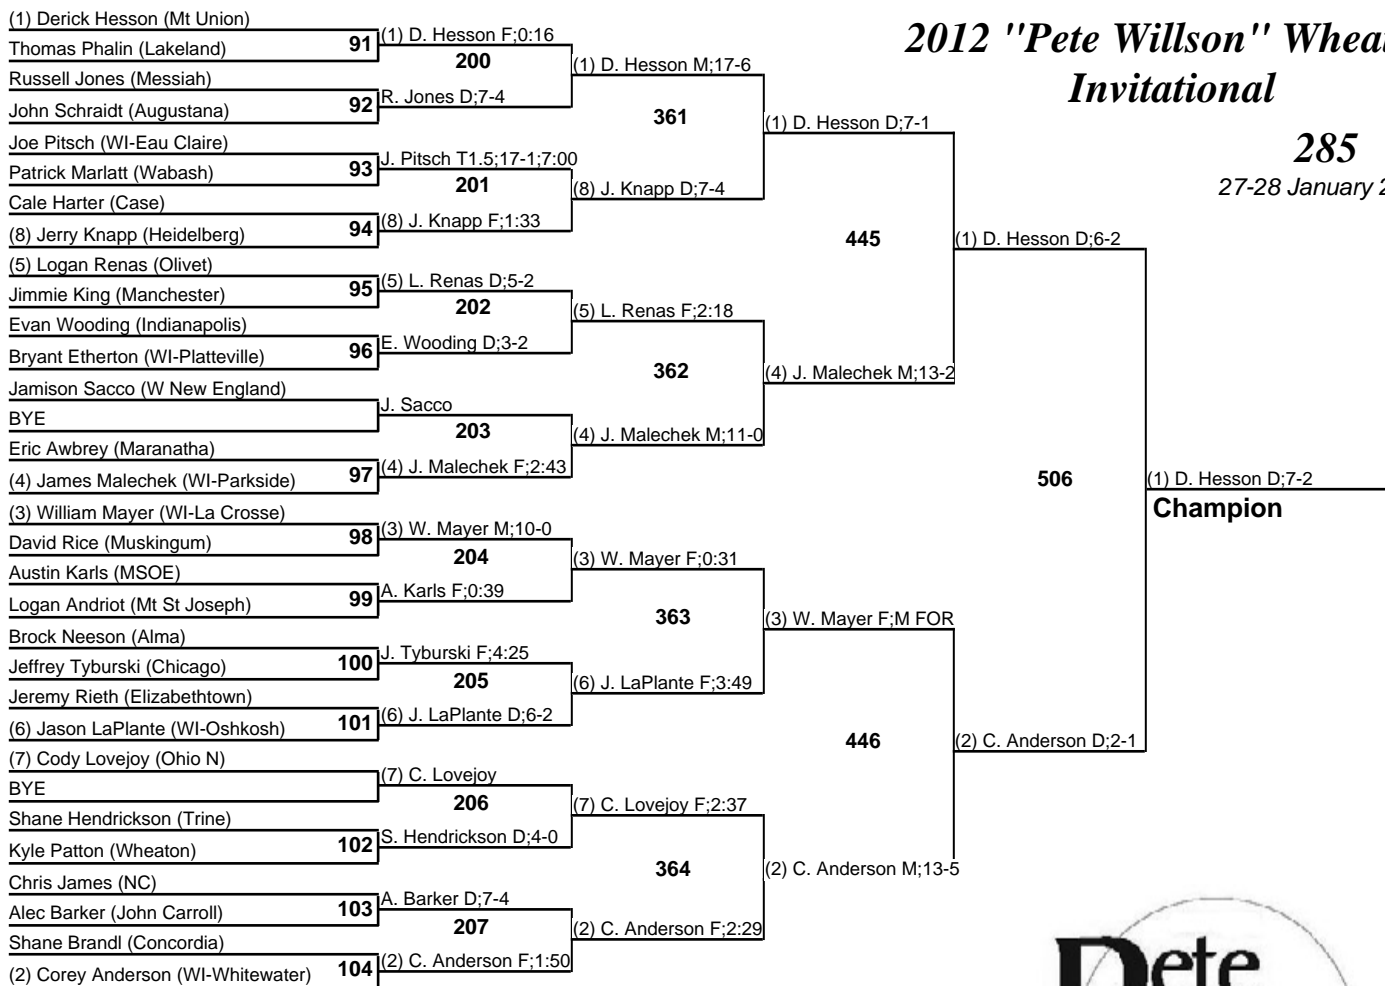 2012 "Pete Willson" Wheat
Invitational
285
27-28 January 2
(1) Derick Hesson (Mt Union)
Thomas Phalin (Lakeland)
91
Russell Jones (Messiah)
John Schraidt (Augustana)
92
Joe Pitsch (WI-Eau Claire)
Patrick Marlatt (Wabash)
93
Cale Harter (Case)
(8) Jerry Knapp (Heidelberg)
94
(5) Logan Renas (Olivet)
Jimmie King (Manchester)
95
Evan Wooding (Indianapolis)
Bryant Etherton (WI-Platteville)
96
Jamison Sacco (W New England)
BYE
Eric Awbrey (Maranatha)
(4) James Malechek (WI-Parkside)
97
(3) William Mayer (WI-La Crosse)
David Rice (Muskingum)
98
Austin Karls (MSOE)
Logan Andriot (Mt St Joseph)
99
Brock Neeson (Alma)
Jeffrey Tyburski (Chicago)
100
Jeremy Rieth (Elizabethtown)
(6) Jason LaPlante (WI-Oshkosh)
101
(7) Cody Lovejoy (Ohio N)
BYE
Shane Hendrickson (Trine)
Kyle Patton (Wheaton)
102
Chris James (NC)
Alec Barker (John Carroll)
103
Shane Brandl (Concordia)
(2) Corey Anderson (WI-Whitewater)
104
(1) D. Hesson F;0:16
200
R. Jones D;7-4
J. Pitsch T1.5;17-1;7:00
201
(8) J. Knapp F;1:33
(5) L. Renas D;5-2
202
E. Wooding D;3-2
J. Sacco
203
(4) J. Malechek F;2:43
(3) W. Mayer M;10-0
204
A. Karls F;0:39
J. Tyburski F;4:25
205
(6) J. LaPlante D;6-2
(7) C. Lovejoy
206
S. Hendrickson D;4-0
A. Barker D;7-4
207
(2) C. Anderson F;1:50
(1) D. Hesson M;17-6
361
(8) J. Knapp D;7-4
(5) L. Renas F;2:18
362
(4) J. Malechek M;11-0
(3) W. Mayer F;0:31
363
(6) J. LaPlante F;3:49
(7) C. Lovejoy F;2:37
364
(2) C. Anderson F;2:29
(1) D. Hesson D;7-1
445
(4) J. Malechek M;13-2
(3) W. Mayer F;M FOR
446
(2) C. Anderson M;13-5
(1) D. Hesson D;6-2
506
(2) C. Anderson D;2-1
(1) D. Hesson D;7-2
Champion
Pete